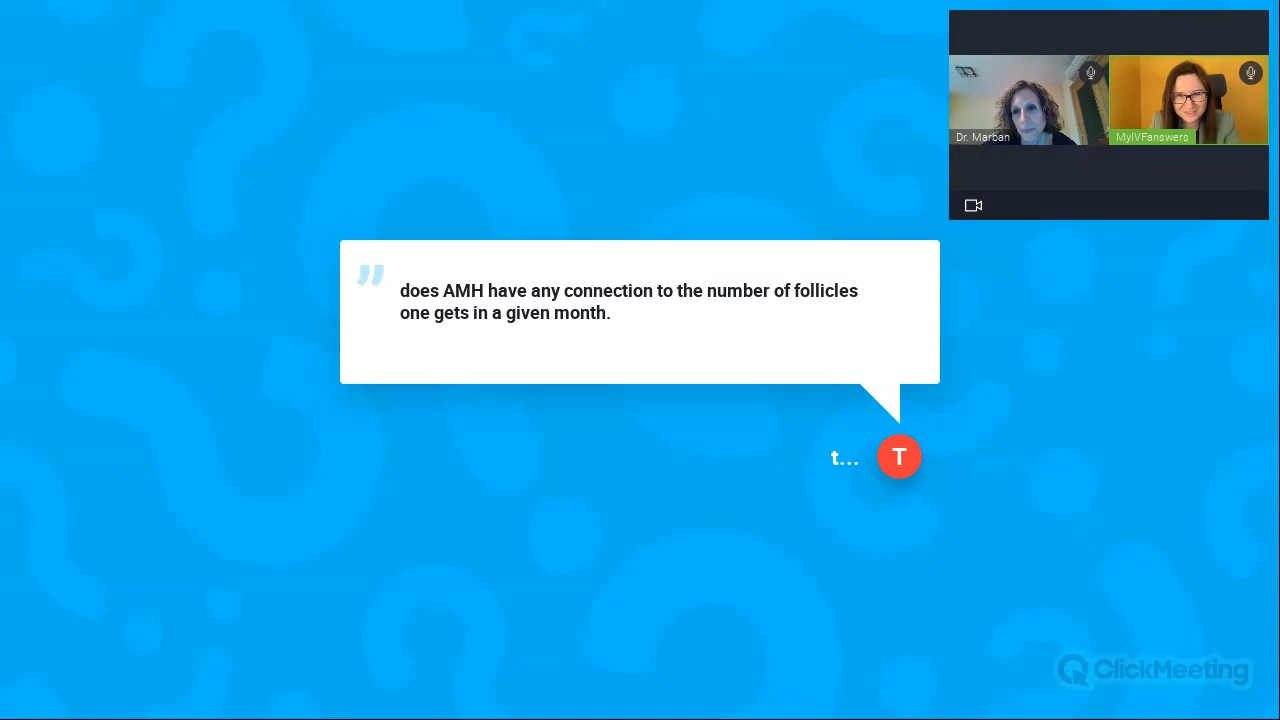 Dr. Marban
MyIVFanswers
does AMH have any connection to the number of follicles
one gets in a given month.
t...
T
ClickMeeting